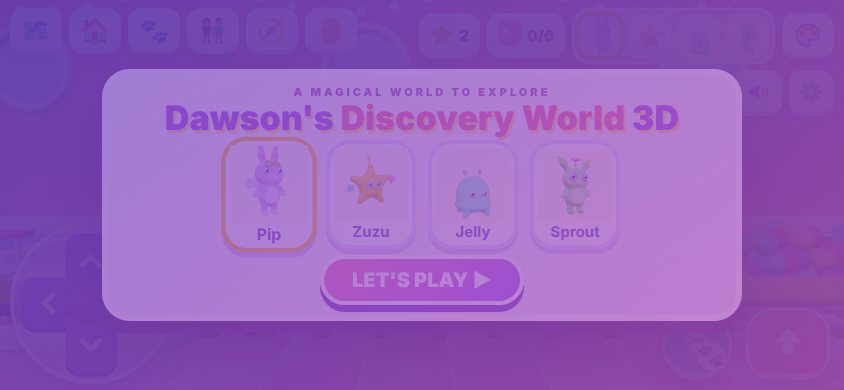 2
0/6
A MAGICAL WORLD TO EXPLORE
Dawson's Discovery World 3D
Pip
Zuzu
Jelly
Sprout
LET'S PLAY ▶